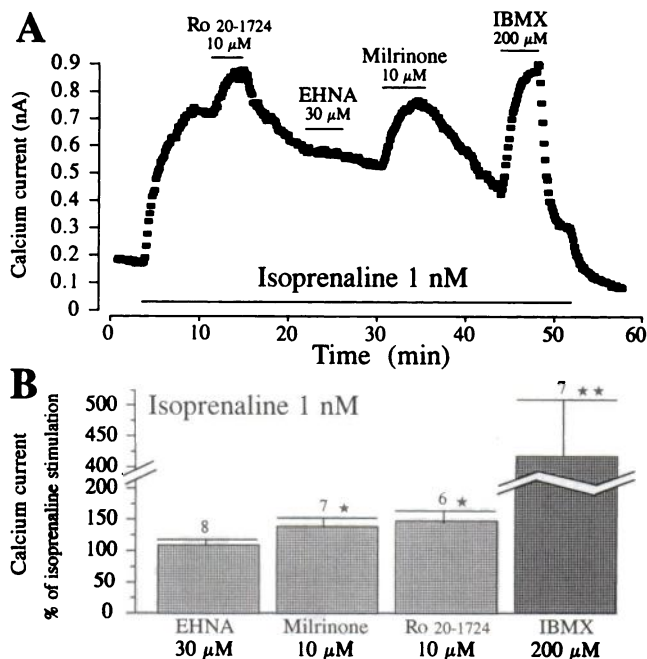 A
Ro 20-1724
10 µM
EHNA
30 µM
Milrinone
10 µM
IBMX
200 µM
Calcium current (nA)
0.9
0.8
0.7
0.6
0.5
0.4
0.3
0.2
0.1
0
Isoprenaline 1 nM
0 10 20 30 40 50 60
Time (min)
B
Calcium current
% of isoprenaline stimulation
500
450
400
200
150
100
50
0
Isoprenaline 1 nM
8
7 ★
6 ★
7 ★★
EHNA
30 µM
Milrinone
10 µM
Ro 20-1724
10 µM
IBMX
200 µM